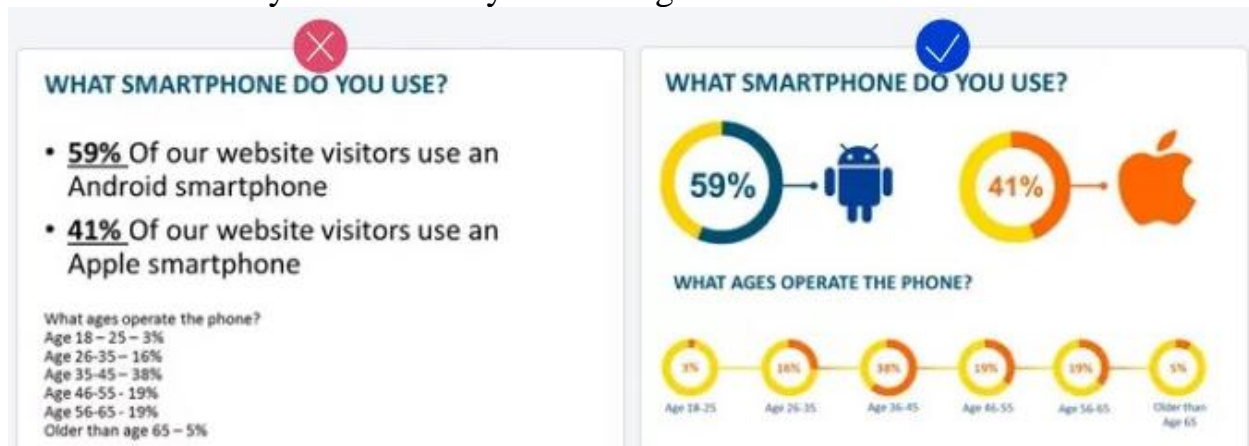 WHAT SMARTPHONE DO YOU USE?
• 59% Of our website visitors use an
Android smartphone
• 41% Of our website visitors use an
Apple smartphone
What ages operate the phone?
Age 18 – 25 – 3%
Age 26-35 – 16%
Age 35-45 – 38%
Age 46-55 - 19%
Age 56-65 - 19%
Older than age 65 – 5%
WHAT SMARTPHONE DO YOU USE?
59%
41%
WHAT AGES OPERATE THE PHONE?
3%
16%
38%
19%
19%
5%
Age 18-25
Age 26-35
Age 36-45
Age 46-55
Age 56-65
Older than
Age 65